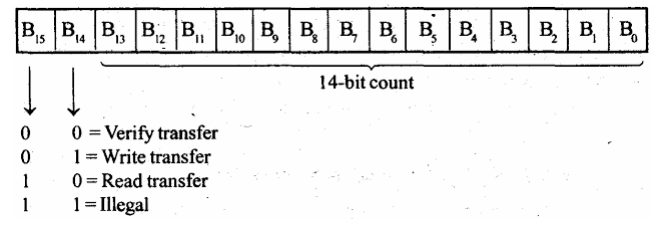 B15 B14 B13 B12 B11 B10 B9 B8 B7 B6 B5 B4 B3 B2 B1 B0
14-bit count
0 0 = Verify transfer
0 1 = Write transfer
1 0 = Read transfer
1 1 = Illegal